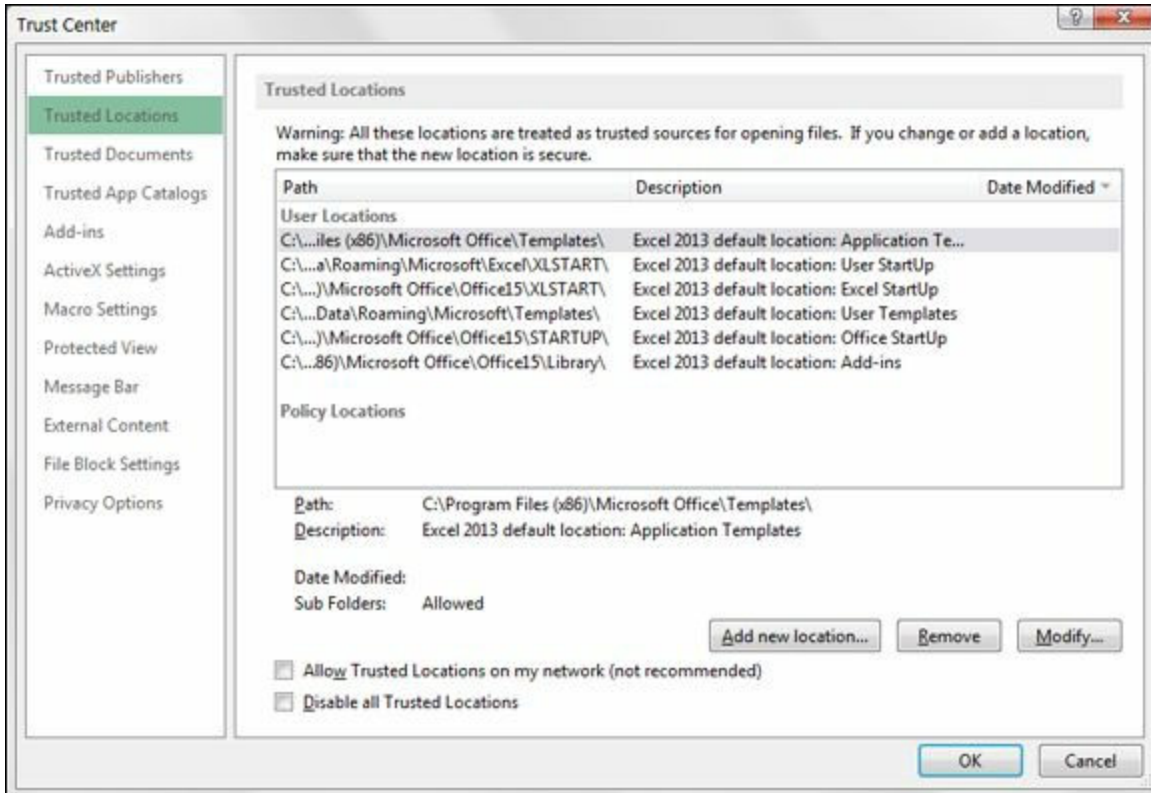 Trust Center
Trusted Publishers
Trusted Locations
Trusted Documents
Trusted App Catalogs
Add-ins
ActiveX Settings
Macro Settings
Protected View
Message Bar
External Content
File Block Settings
Privacy Options
Trusted Locations
Warning: All these locations are treated as trusted sources for opening files. If you change or add a location,
make sure that the new location is secure.
Path Description Date Modified
User Locations
C:\...iles (x86)\Microsoft Office\Templates\ Excel 2013 default location: Application Te...
C:\...a\Roaming\Microsoft\Excel\XLSTART\ Excel 2013 default location: User StartUp
C:\...)\Microsoft Office\Office15\XLSTART\ Excel 2013 default location: Excel StartUp
C:\...Data\Roaming\Microsoft\Templates\ Excel 2013 default location: User Templates
C:\...)\Microsoft Office\Office15\STARTUP\ Excel 2013 default location: Office StartUp
C:\...86)\Microsoft Office\Office15\Library\ Excel 2013 default location: Add-ins
Policy Locations
Path: C:\Program Files (x86)\Microsoft Office\Templates\
Description: Excel 2013 default location: Application Templates
Date Modified:
Sub Folders: Allowed
Add new location... Remove Modify...
Allow Trusted Locations on my network (not recommended)
Disable all Trusted Locations
OK Cancel